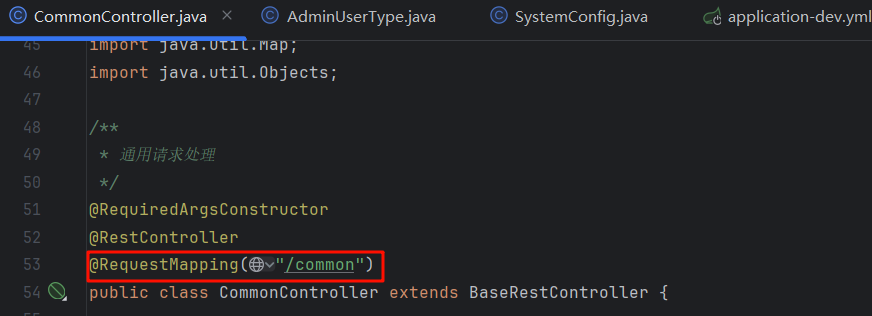 CommonController.java AdminUserType.java SystemConfig.java application-dev.yml
45 import java.util.Map;
46 import java.util.Objects;
47
48 /**
49 * 通用请求处理
50 */
51 @RequiredArgsConstructor
52 @RestController
53 @RequestMapping("/common")
54 public class CommonController extends BaseRestController {